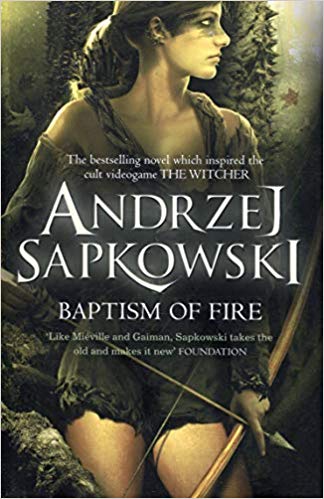 The bestselling novel which inspired the
cult videogame THE WITCHER
ANDRZEJ
SAPKOWSKI
BAPTISM OF FIRE
'Like Miéville and Gaiman, Sapkowski takes the
old and makes it new' FOUNDATION